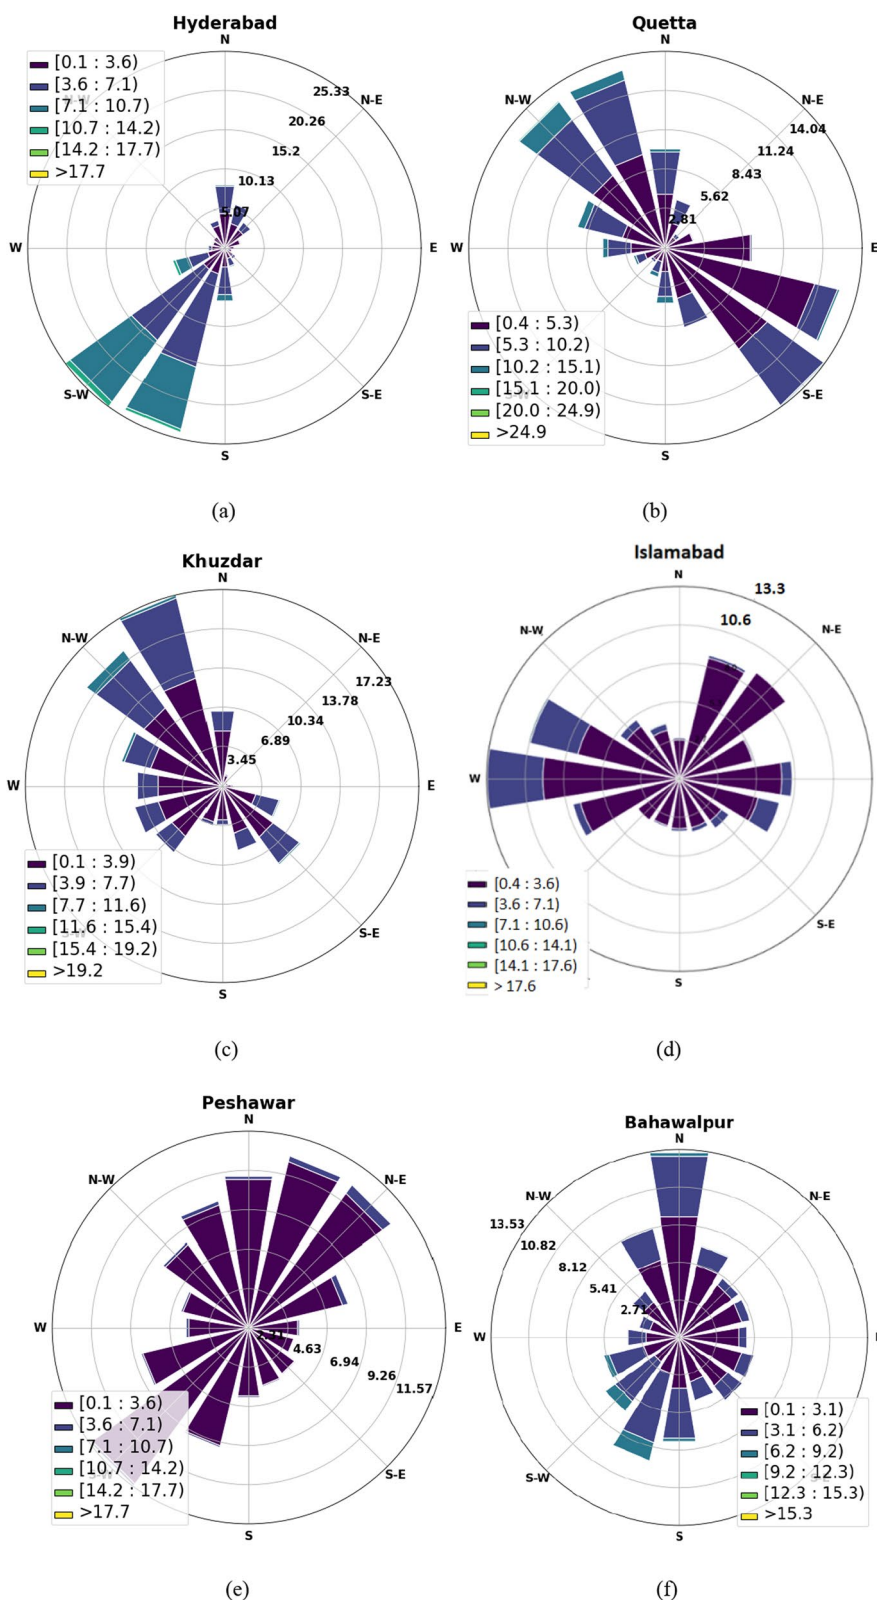 Hyderabad
N
[0.1 : 3.6)
[3.6 : 7.1)
[7.1 : 10.7)
[10.7 : 14.2)
[14.2 : 17.7)
>17.7
N-W
25.33
N-E
20.26
15.2
10.13
5.07
W
E
S-W
S-E
S
(a)
Quetta
N
N-W
N-E
14.04
11.24
8.43
5.62
2.81
W
E
[0.4 : 5.3)
[5.3 : 10.2)
[10.2 : 15.1)
[15.1 : 20.0)
[20.0 : 24.9)
>24.9
S-W
S-E
S
(b)
Khuzdar
N
N-W
N-E
17.23
13.78
10.34
6.89
3.45
W
E
[0.1 : 3.9)
[3.9 : 7.7)
[7.7 : 11.6)
[11.6 : 15.4)
[15.4 : 19.2)
>19.2
S-W
S-E
S
(c)
Islamabad
N
13.3
10.6
N-W
N-E
W
E
[0.4 : 3.6)
[3.6 : 7.1)
[7.1 : 10.6)
[10.6 : 14.1)
[14.1 : 17.6)
> 17.6
S-E
S
(d)
Peshawar
N
N-W
N-E
W
E
4.63
6.94
9.26
11.57
[0.1 : 3.6)
[3.6 : 7.1)
[7.1 : 10.7)
[10.7 : 14.2)
[14.2 : 17.7)
>17.7
S-W
S-E
S
(e)
Bahawalpur
N
N-W
N-E
13.53
10.82
8.12
5.41
2.71
W
[0.1 : 3.1)
[3.1 : 6.2)
[6.2 : 9.2)
[9.2 : 12.3)
[12.3 : 15.3)
>15.3
S-W
S-E
S
(f)